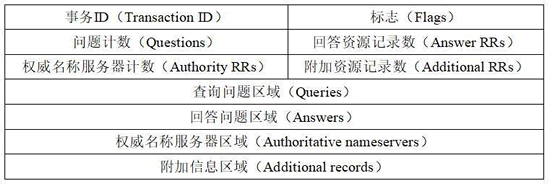 事务ID（Transaction ID）
标志（Flags）
问题计数（Questions）
回答资源记录数（Answer RRs）
权威名称服务器计数（Authority RRs）
附加资源记录数（Additional RRs）
查询问题区域（Queries）
回答问题区域（Answers）
权威名称服务器区域（Authoritative nameservers）
附加信息区域（Additional records）